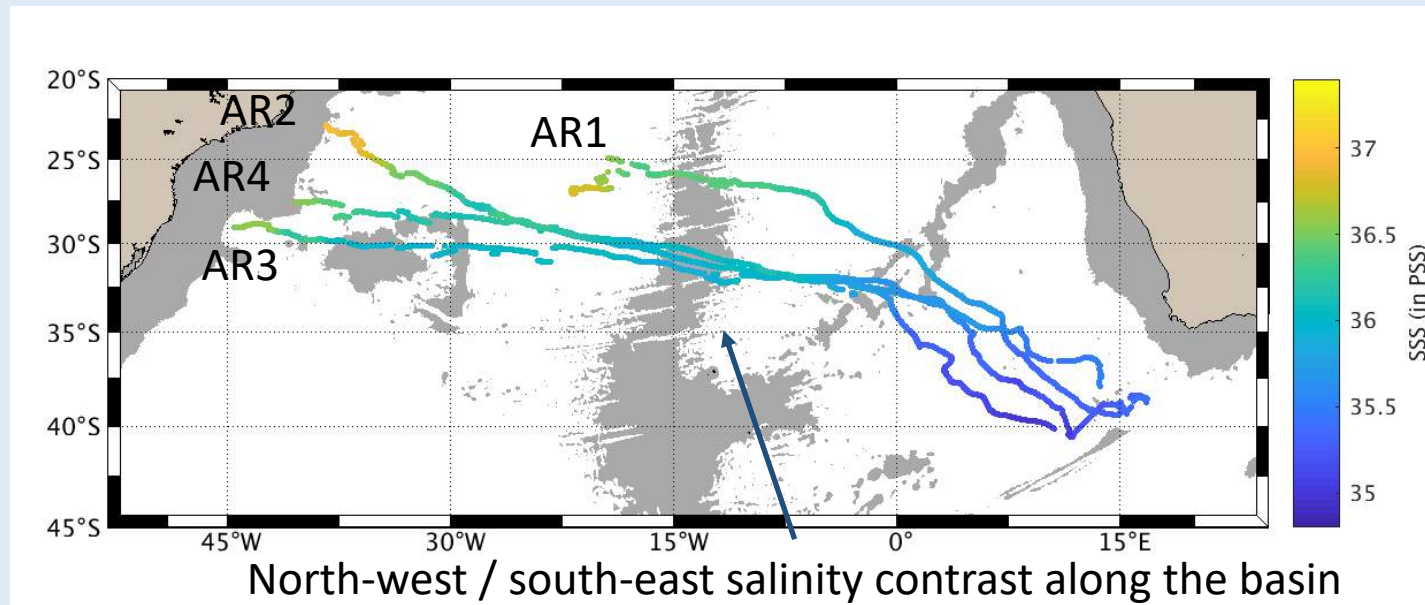 20°S
AR2
AR1
37
25°S
AR4
36.5
30°S
AR3
36
SSS (in PSS)
35°S
35.5
40°S
35
45°S
45°W
30°W
15°W
0°
15°E
North-west / south-east salinity contrast along the basin